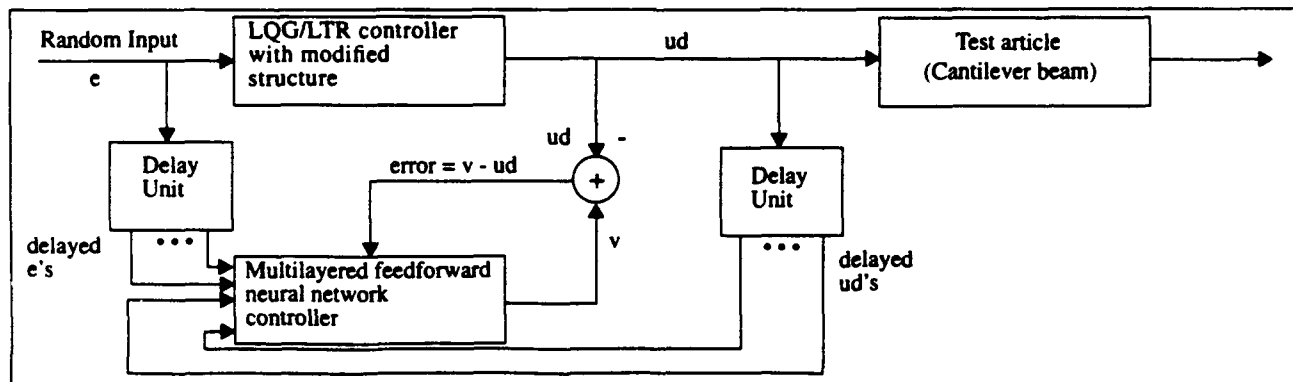 Random Input
e
LQG/LTR controller
with modified
structure
ud
Test article
(Cantilever beam)
Delay
Unit
error = v - ud
ud
-
+
v
Delay
Unit
delayed
e's
•••
Multilayered feedforward
neural network
controller
•••
delayed
ud's